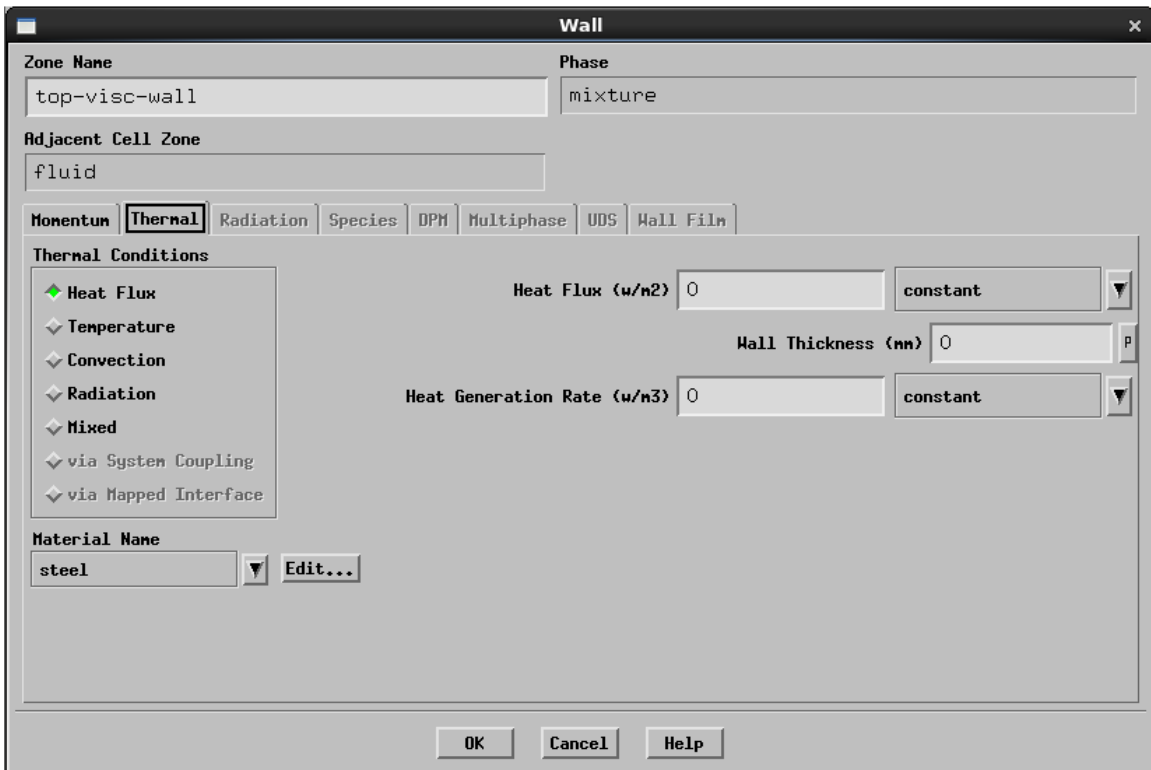 Wall
Zone Name
Phase
top-visc-wall
mixture
Adjacent Cell Zone
fluid
Momentum Thermal Radiation Species DPM Multiphase UDS Wall Film
Thermal Conditions
Heat Flux
Temperature
Convection
Radiation
Mixed
via System Coupling
via Mapped Interface
Heat Flux (w/m2) 0 constant
Wall Thickness (mm) 0 P
Heat Generation Rate (w/m3) 0 constant
Material Name
steel Edit...
OK Cancel Help